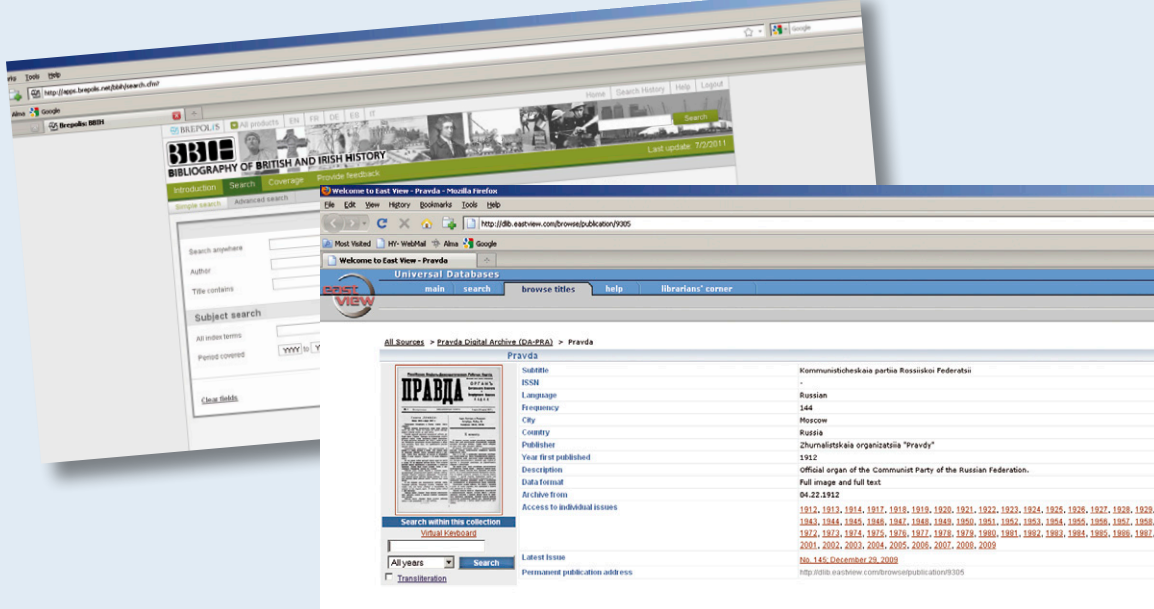 rks Tools Help
http://apps.brepolis.net/bbih/search.cfm?
Google
Alma Google
Brepolis: BBIH
BREPOLIS All products EN FR DE ES IT
Home Search History Help Logout
Search
BBIH
BIBLIOGRAPHY OF BRITISH AND IRISH HISTORY
Last update: 7/2/2011
Introduction Search Coverage Provide feedback
Simple search Advanced search
Search anywhere
Author
Title contains
Subject search
All index terms
Period covered YYYY to Y
Clear fields
Welcome to East View - Pravda - Mozilla Firefox
File Edit View History Bookmarks Tools Help
http://dlib.eastview.com/browse/publication/9305
Most Visited HY- WebMail Alma Google
Welcome to East View - Pravda
EAST VIEW
Universal Databases
main search browse titles help librarians' corner
All Sources > Pravda Digital Archive (DA-PRA) > Pravda
Pravda
ПРАВДА
Subtitle Kommunisticheskaia partiia Rossiiskoi Federatsii
ISSN -
Language Russian
Frequency 144
City Moscow
Country Russia
Publisher Zhurnalistskaia organizatsiia "Pravdy"
Year first published 1912
Description Official organ of the Communist Party of the Russian Federation.
Data format Full image and full text
Archive from 04.22.1912
Access to individual issues 1912, 1913, 1914, 1917, 1918, 1919, 1920, 1921, 1922, 1923, 1924, 1925, 1926, 1927, 1928, 1929,
1943, 1944, 1945, 1946, 1947, 1948, 1949, 1950, 1951, 1952, 1953, 1954, 1955, 1956, 1957, 1958,
1972, 1973, 1974, 1975, 1976, 1977, 1978, 1979, 1980, 1981, 1982, 1983, 1984, 1985, 1986, 1987,
2001, 2002, 2003, 2004, 2005, 2006, 2007, 2008, 2009
Latest Issue No. 145; December 29, 2009
Permanent publication address http://dlib.eastview.com/browse/publication/9305
Search within this collection
Virtual Keyboard
All years Search
Transliteration